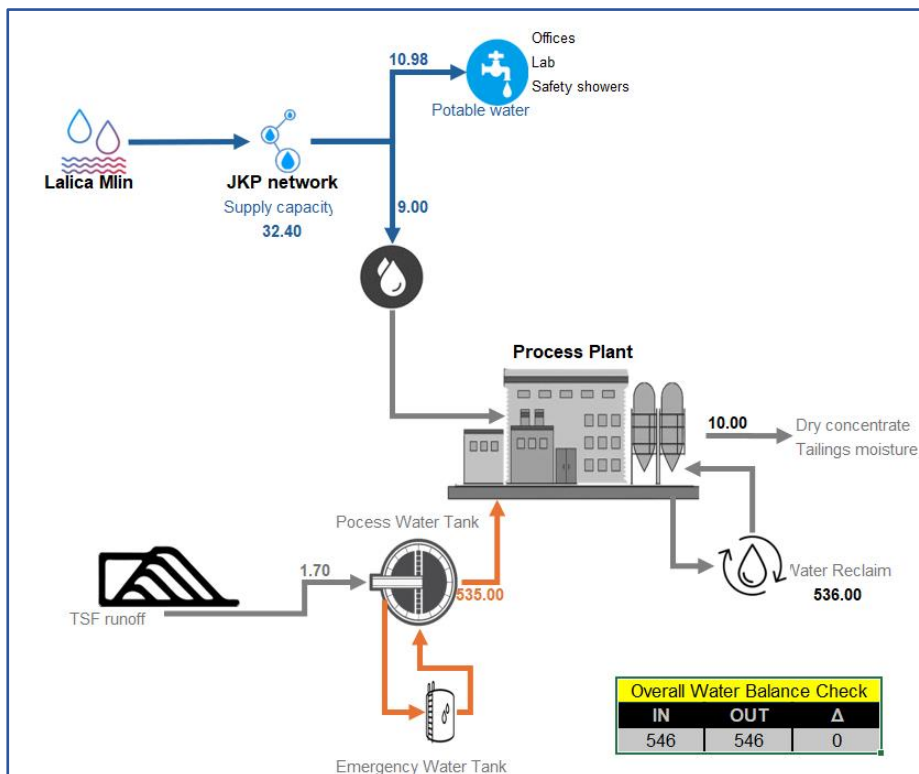 Offices
Lab
Safety showers
10.98
Potable water
Lalica Mlin
JKP network
Supply capacity
32.40
9.00
Process Plant
10.00
Dry concentrate
Tailings moisture
Pocess Water Tank
1.70
535.00
TSF runoff
Water Reclaim
536.00
Emergency Water Tank
Overall Water Balance Check
IN OUT Δ
546 546 0